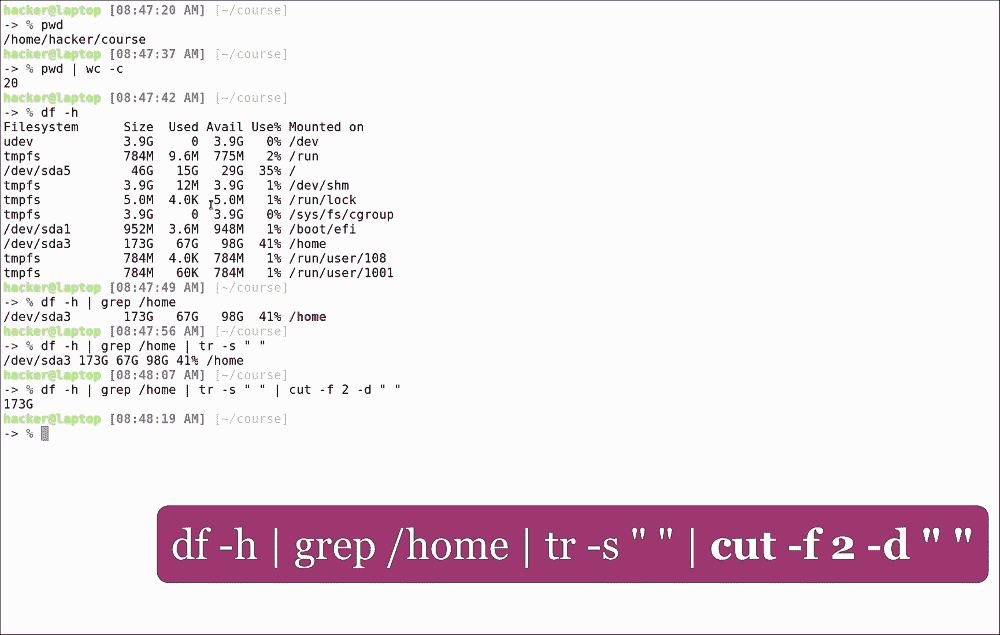 hacker@laptop [08:47:20 AM] [~/course]
-> % pwd
/home/hacker/course
hacker@laptop [08:47:37 AM] [~/course]
-> % pwd | wc -c
20
hacker@laptop [08:47:42 AM] [~/course]
-> % df -h
Filesystem      Size  Used Avail Use% Mounted on
udev            3.9G     0  3.9G   0% /dev
tmpfs           784M  9.6M  775M   2% /run
/dev/sda5        46G   15G   29G  35% /
tmpfs           3.9G   12M  3.9G   1% /dev/shm
tmpfs           5.0M  4.0K  5.0M   1% /run/lock
tmpfs           3.9G     0  3.9G   0% /sys/fs/cgroup
/dev/sda1       952M  3.6M  948M   1% /boot/efi
/dev/sda3       173G   67G   98G  41% /home
tmpfs           784M  4.0K  784M   1% /run/user/108
tmpfs           784M   60K  784M   1% /run/user/1001
hacker@laptop [08:47:49 AM] [~/course]
-> % df -h | grep /home
/dev/sda3       173G   67G   98G  41% /home
hacker@laptop [08:47:56 AM] [~/course]
-> % df -h | grep /home | tr -s " "
/dev/sda3 173G 67G 98G 41% /home
hacker@laptop [08:48:07 AM] [~/course]
-> % df -h | grep /home | tr -s " " | cut -f 2 -d " "
173G
hacker@laptop [08:48:19 AM] [~/course]
-> %
df -h | grep /home | tr -s " " | cut -f 2 -d " "